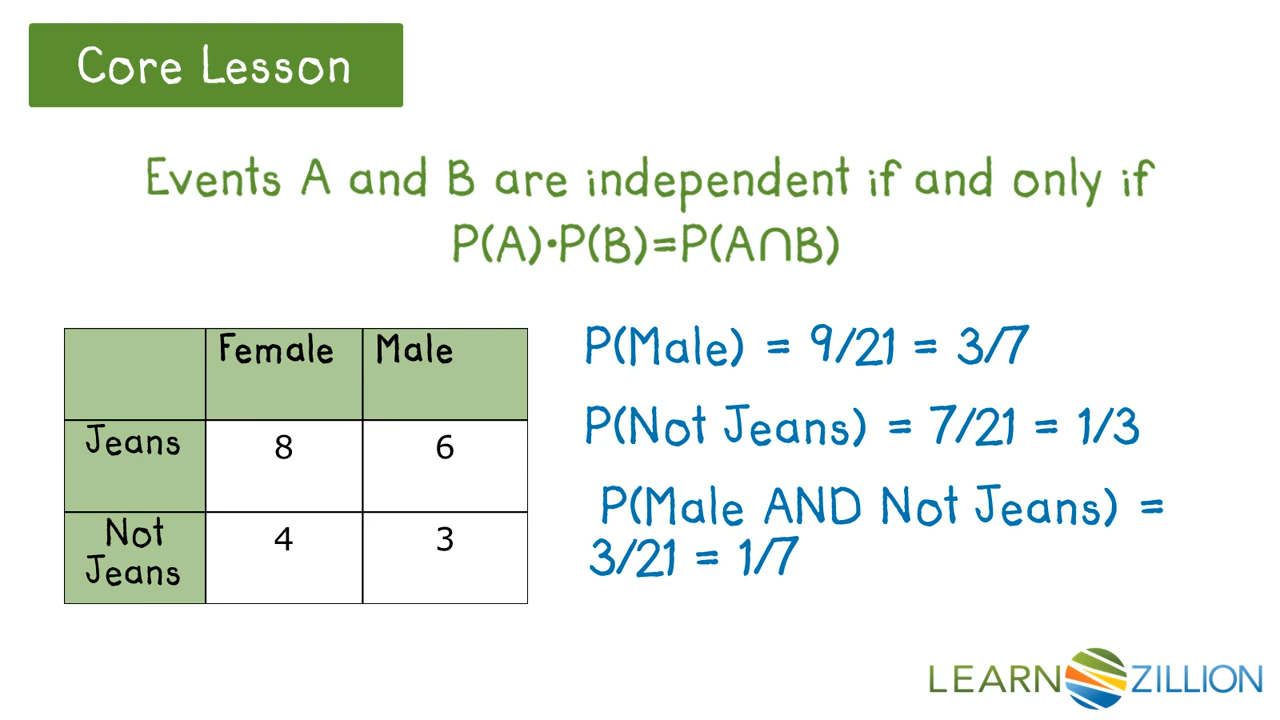 Core Lesson
Events A and B are independent if and only if
P(A)•P(B)=P(A∩B)
Female Male
Jeans 8 6
Not
Jeans 4 3
P(Male) = 9/21 = 3/7
P(Not Jeans) = 7/21 = 1/3
P(Male AND Not Jeans) =
3/21 = 1/7
LEARN ZILLION